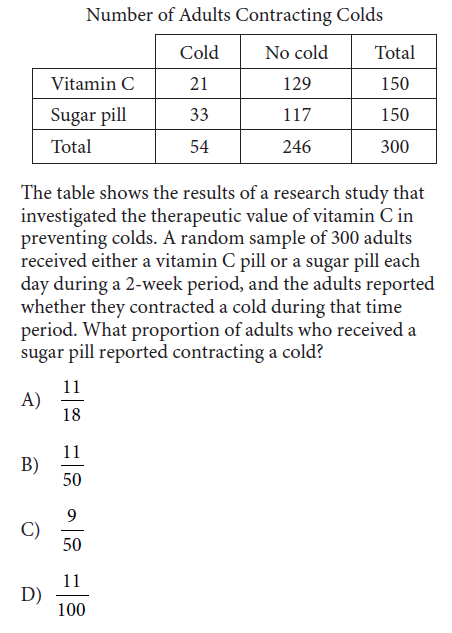 Number of Adults Contracting Colds
Cold No cold Total
Vitamin C 21 129 150
Sugar pill 33 117 150
Total 54 246 300
The table shows the results of a research study that
investigated the therapeutic value of vitamin C in
preventing colds. A random sample of 300 adults
received either a vitamin C pill or a sugar pill each
day during a 2-week period, and the adults reported
whether they contracted a cold during that time
period. What proportion of adults who received a
sugar pill reported contracting a cold?
A) 11/18
B) 11/50
C) 9/50
D) 11/100